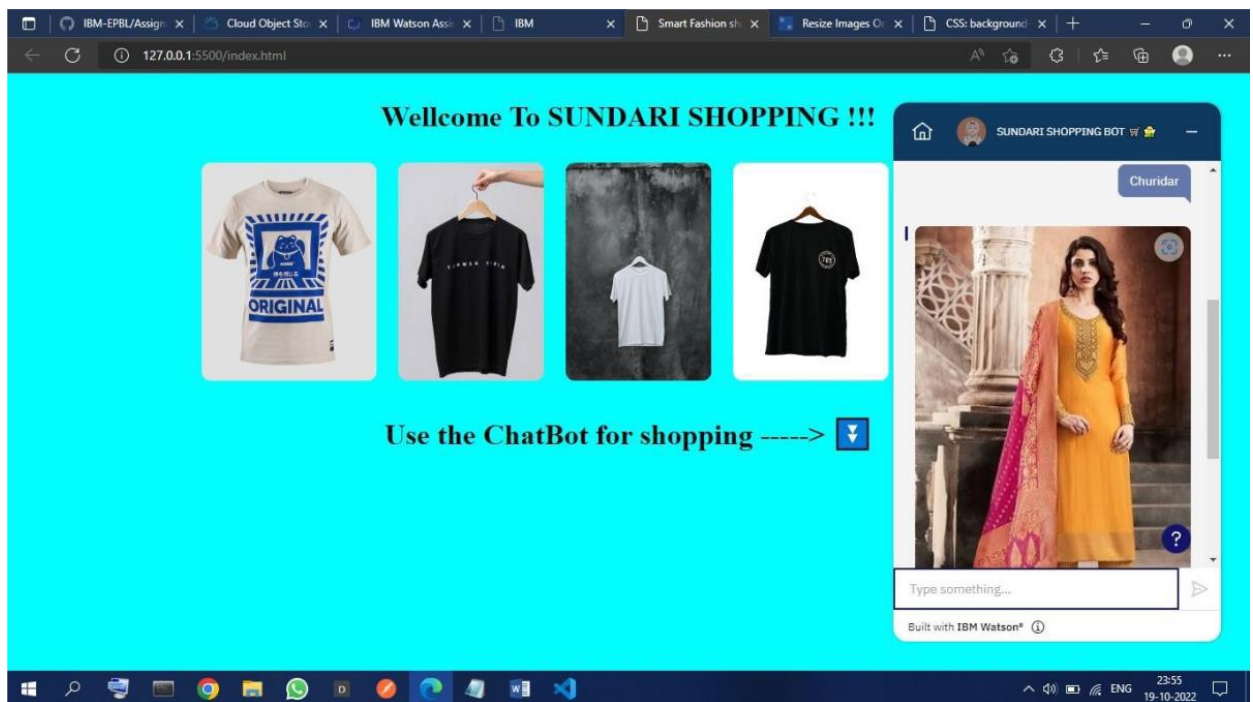 IBM-EPBL/Assign
Cloud Object Sto
IBM Watson Assi
IBM
Smart Fashion sh
Resize Images O
CSS: background
127.0.0.1:5500/index.html
Wellcome To SUNDARI SHOPPING !!!
ORIGINAL
Use the ChatBot for shopping ----->
SUNDARI SHOPPING BOT
Churidar
?
Type something...
Built with IBM Watson®
ENG
23:55
19-10-2022